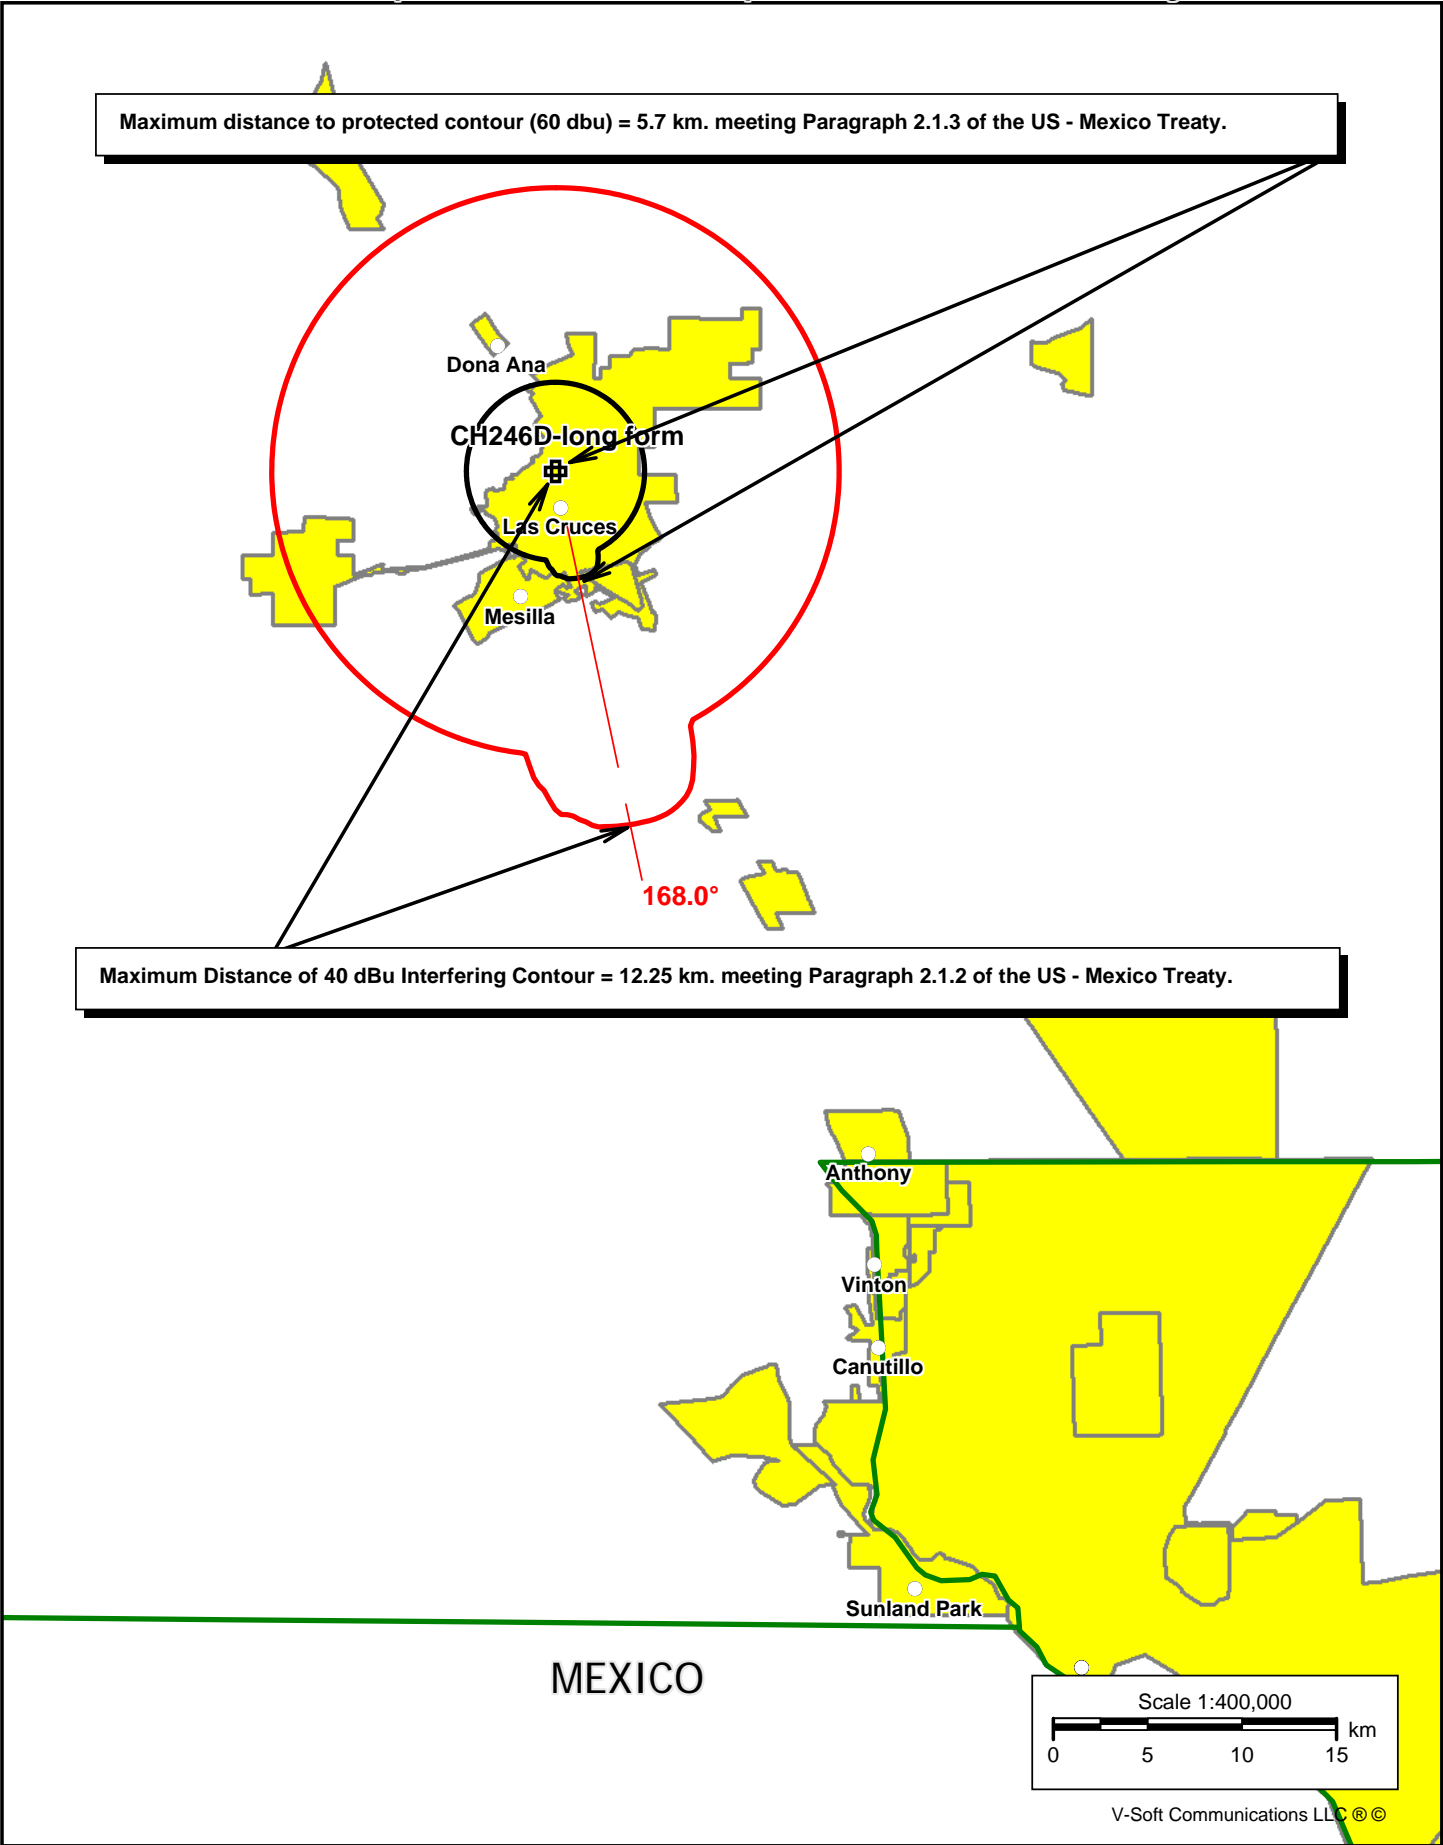 Maximum distance to protected contour (60 dbu) = 5.7 km. meeting Paragraph 2.1.3 of the US - Mexico Treaty.
Dona Ana
CH246D-long form
Las Cruces
Mesilla
168.0°
Maximum Distance of 40 dBu Interfering Contour = 12.25 km. meeting Paragraph 2.1.2 of the US - Mexico Treaty.
Anthony
Vinton
Canutillo
Sunland Park
MEXICO
Scale 1:400,000
km
0 5 10 15
V-Soft Communications LLC ® ©